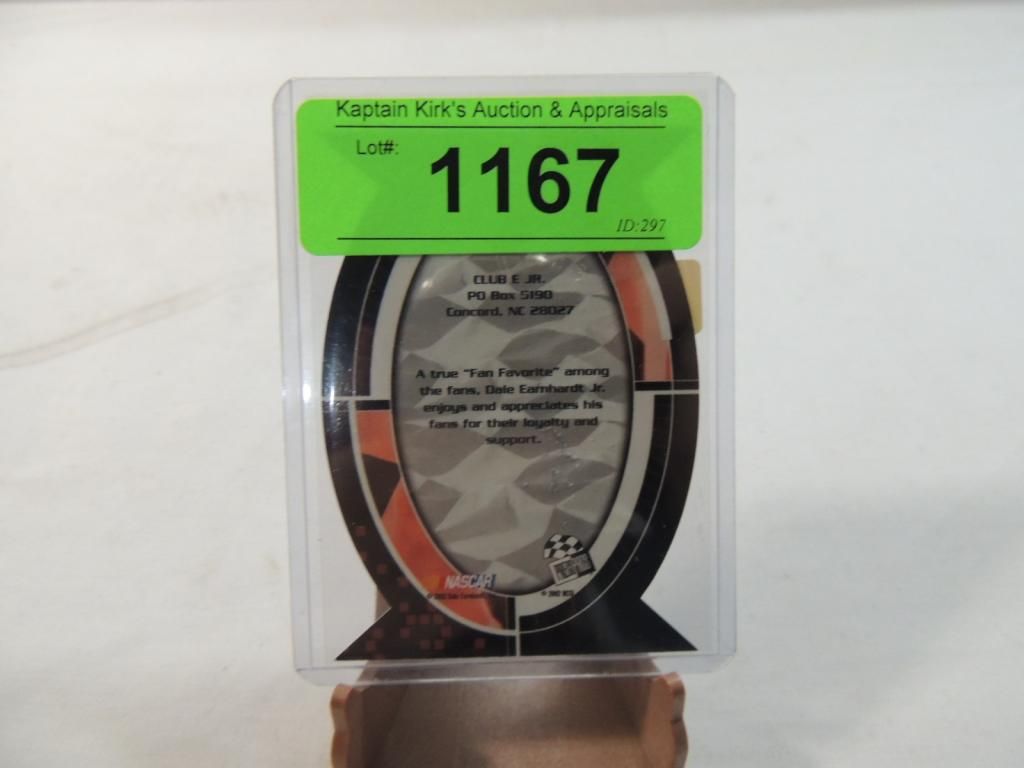 Kaptain Kirk's Auction & Appraisals
Lot#:
1167
ID:297
CLUB E JR.
PO Box 5190
Concord, NC 28027
A true "Fan Favorite" among
the fans, Dale Earnhardt Jr.
enjoys and appreciates his
fans for their loyalty and
support.
NASCAR